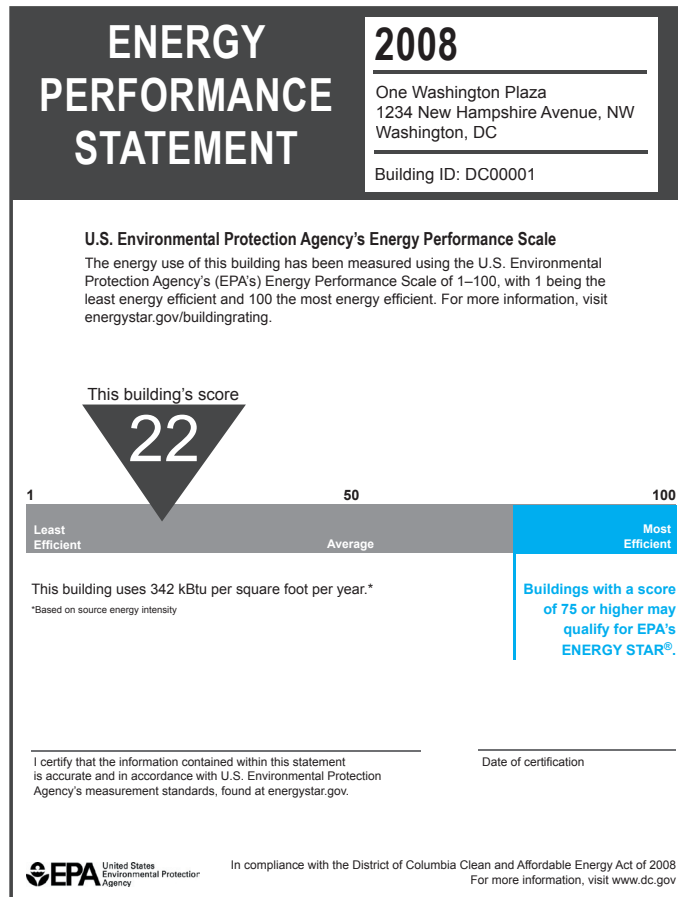 ENERGY
PERFORMANCE
STATEMENT
2008
One Washington Plaza
1234 New Hampshire Avenue, NW
Washington, DC
Building ID: DC00001
U.S. Environmental Protection Agency's Energy Performance Scale
The energy use of this building has been measured using the U.S. Environmental
Protection Agency's (EPA's) Energy Performance Scale of 1–100, with 1 being the
least energy efficient and 100 the most energy efficient. For more information, visit
energystar.gov/buildingrating.
This building's score
22
1 50 100
Least
Efficient
Average
Most
Efficient
This building uses 342 kBtu per square foot per year.*
*Based on source energy intensity
Buildings with a score
of 75 or higher may
qualify for EPA's
ENERGY STAR®.
I certify that the information contained within this statement
is accurate and in accordance with U.S. Environmental Protection
Agency's measurement standards, found at energystar.gov.
Date of certification
EPA
United States
Environmental Protection
Agency
In compliance with the District of Columbia Clean and Affordable Energy Act of 2008
For more information, visit www.dc.gov